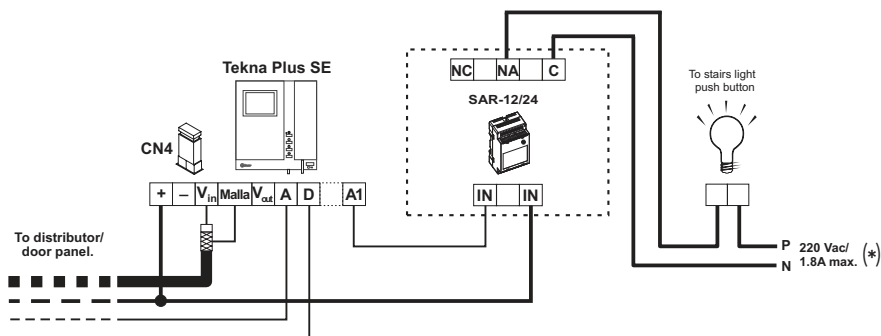 NC NA C
Tekna Plus SE
To stairs light
push button
SAR-12/24
CN4
+ – Vin Malla Vout A D A1
IN IN
To distributor/
door panel.
P 220 Vac/
N 1.8A max. (*)